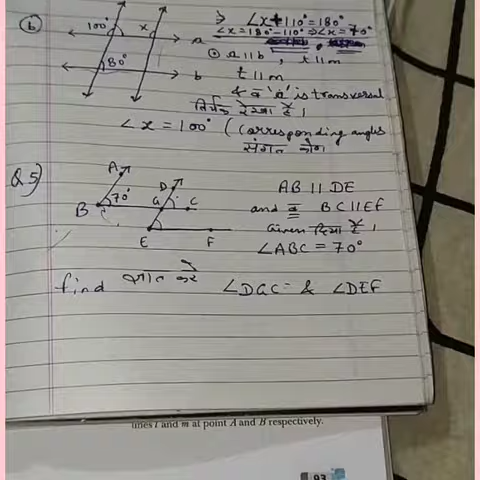 ⇒ ∠x + 110° = 180°
∠x = 180° - 110° ⇒ ∠x = 70°
(b) 100° x a
⊙ a || b , t || m
80° b t || m
& व 'a' is transversal
तिर्यक रेखा है ।
∠x = 100° (corresponding angles
संगत कोण
Q5)
A D
B 70° G C
E F
AB || DE
and व BC || EF
Given दिया है ।
∠ABC = 70°
find ज्ञात करे ∠DGC = & ∠DEF
lines l and m at point A and B respectively.
93